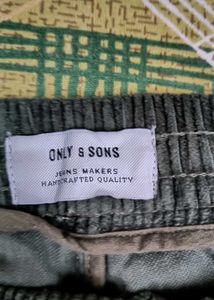 ONLY & SONS
JEANS MAKERS
HANDCRAFTED QUALITY